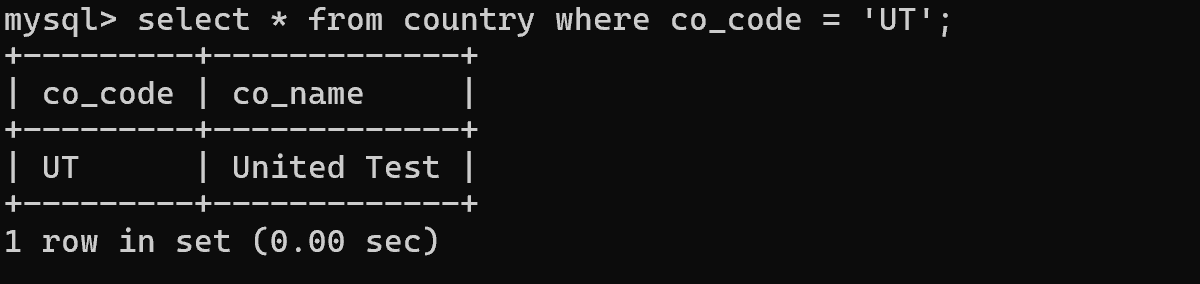 mysql> select * from country where co_code = 'UT';
+---------+-------------+
| co_code | co_name     |
+---------+-------------+
| UT      | United Test |
+---------+-------------+
1 row in set (0.00 sec)